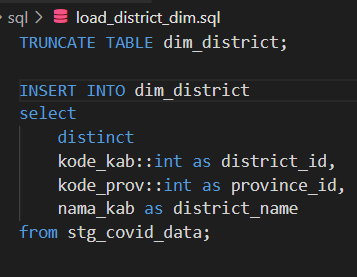 sql > load_district_dim.sql
TRUNCATE TABLE dim_district;
INSERT INTO dim_district
select
distinct
kode_kab::int as district_id,
kode_prov::int as province_id,
nama_kab as district_name
from stg_covid_data;